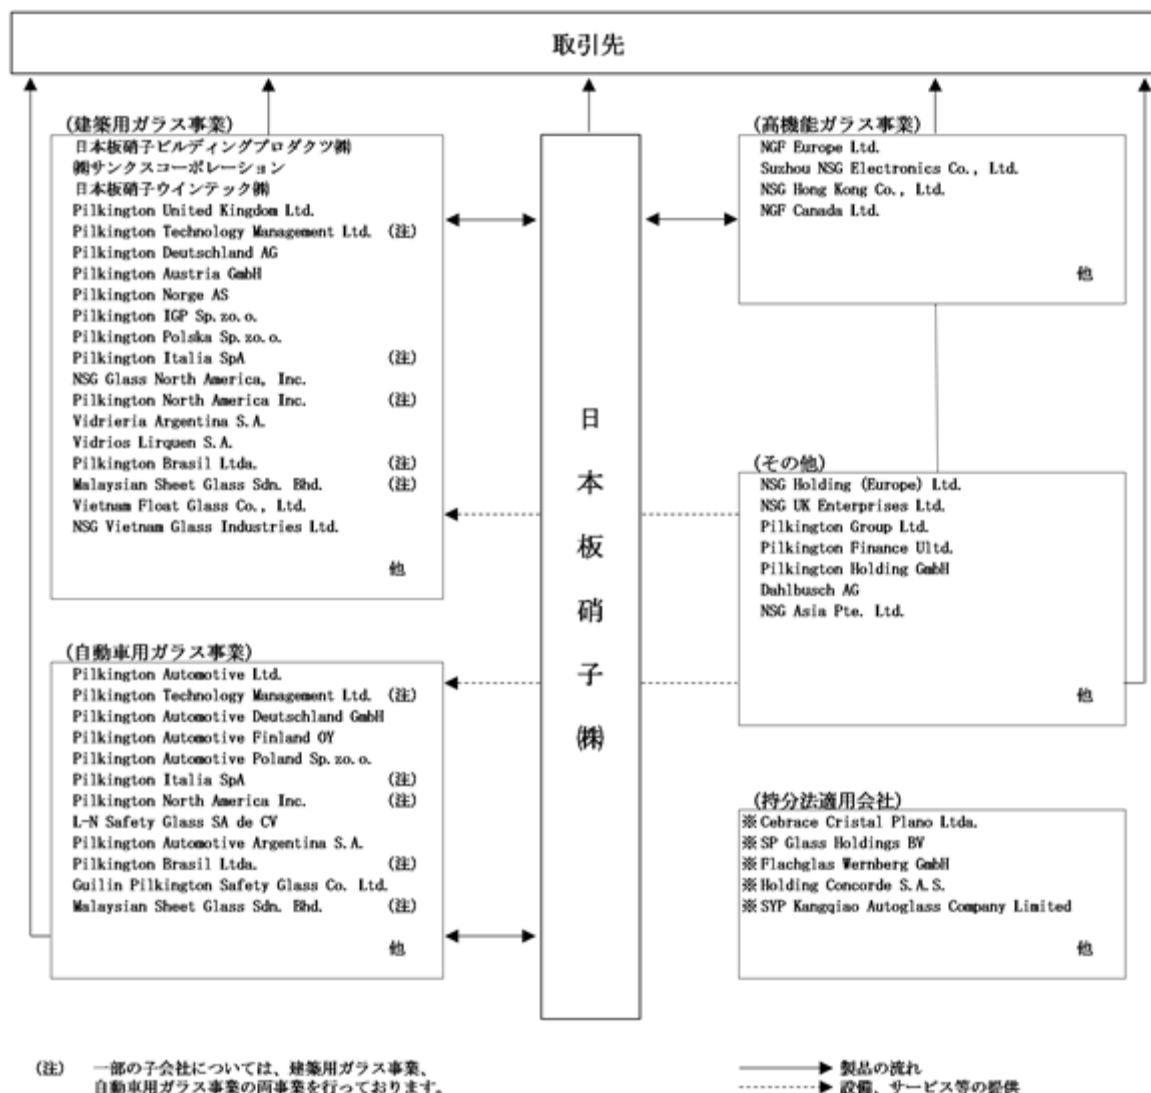 取引先
(建築用ガラス事業)
日本板硝子ビルディングプロダクツ㈱
㈱サンクスコーポレーション
日本板硝子ウインテック㈱
Pilkington United Kingdom Ltd.
Pilkington Technology Management Ltd. (注)
Pilkington Deutschland AG
Pilkington Austria GmbH
Pilkington Norge AS
Pilkington IGP Sp.zo.o.
Pilkington Polska Sp.zo.o.
Pilkington Italia SpA (注)
NSG Glass North America, Inc.
Pilkington North America Inc. (注)
Vidrieria Argentina S.A.
Vidrios Lirquen S.A.
Pilkington Brasil Ltda. (注)
Malaysian Sheet Glass Sdn. Bhd. (注)
Vietnam Float Glass Co., Ltd.
NSG Vietnam Glass Industries Ltd.
他
(自動車用ガラス事業)
Pilkington Automotive Ltd.
Pilkington Technology Management Ltd. (注)
Pilkington Automotive Deutschland GmbH
Pilkington Automotive Finland OY
Pilkington Automotive Poland Sp.zo.o.
Pilkington Italia SpA (注)
Pilkington North America Inc. (注)
L-N Safety Glass SA de CV
Pilkington Automotive Argentina S.A.
Pilkington Brasil Ltda. (注)
Guilin Pilkington Safety Glass Co. Ltd.
Malaysian Sheet Glass Sdn. Bhd. (注)
他
日本板硝子㈱
(高機能ガラス事業)
NGF Europe Ltd.
Suzhou NSG Electronics Co., Ltd.
NSG Hong Kong Co., Ltd.
NGF Canada Ltd.
他
(その他)
NSG Holding (Europe) Ltd.
NSG UK Enterprises Ltd.
Pilkington Group Ltd.
Pilkington Finance Ultd.
Pilkington Holding GmbH
Dahlbusch AG
NSG Asia Pte. Ltd.
他
(持分法適用会社)
※Cebrace Cristal Plano Ltda.
※SP Glass Holdings BV
※Flachglas Wernberg GmbH
※Holding Concorde S.A.S.
※SYP Kangqiao Autoglass Company Limited
他
(注) 一部の子会社については、建築用ガラス事業、
自動車用ガラス事業の両事業を行っております。
製品の流れ
設備、サービス等の提供